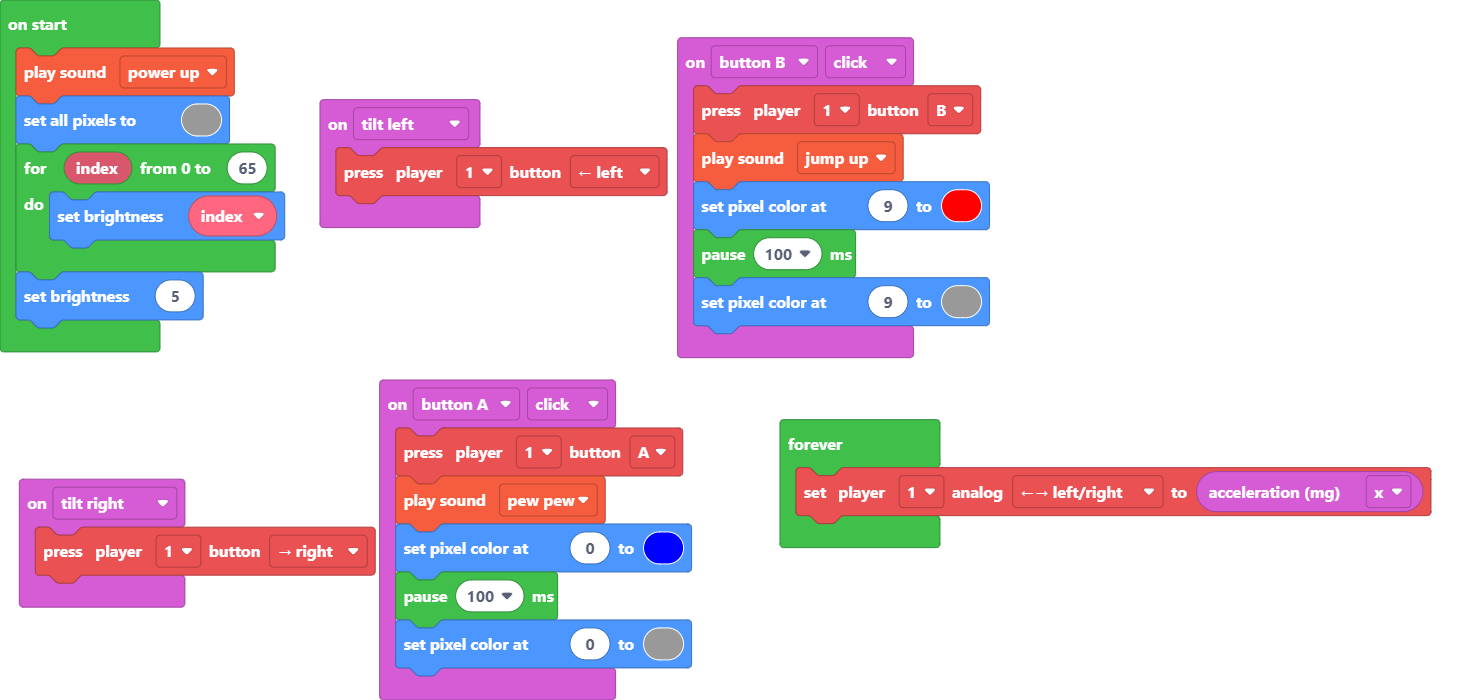 on start
play sound power up
set all pixels to
for index from 0 to 65
do
set brightness index
set brightness 5
on tilt left
press player 1 button ← left
on button B click
press player 1 button B
play sound jump up
set pixel color at 9 to
pause 100 ms
set pixel color at 9 to
on tilt right
press player 1 button → right
on button A click
press player 1 button A
play sound pew pew
set pixel color at 0 to
pause 100 ms
set pixel color at 0 to
forever
set player 1 analog ←→ left/right to acceleration (mg) x